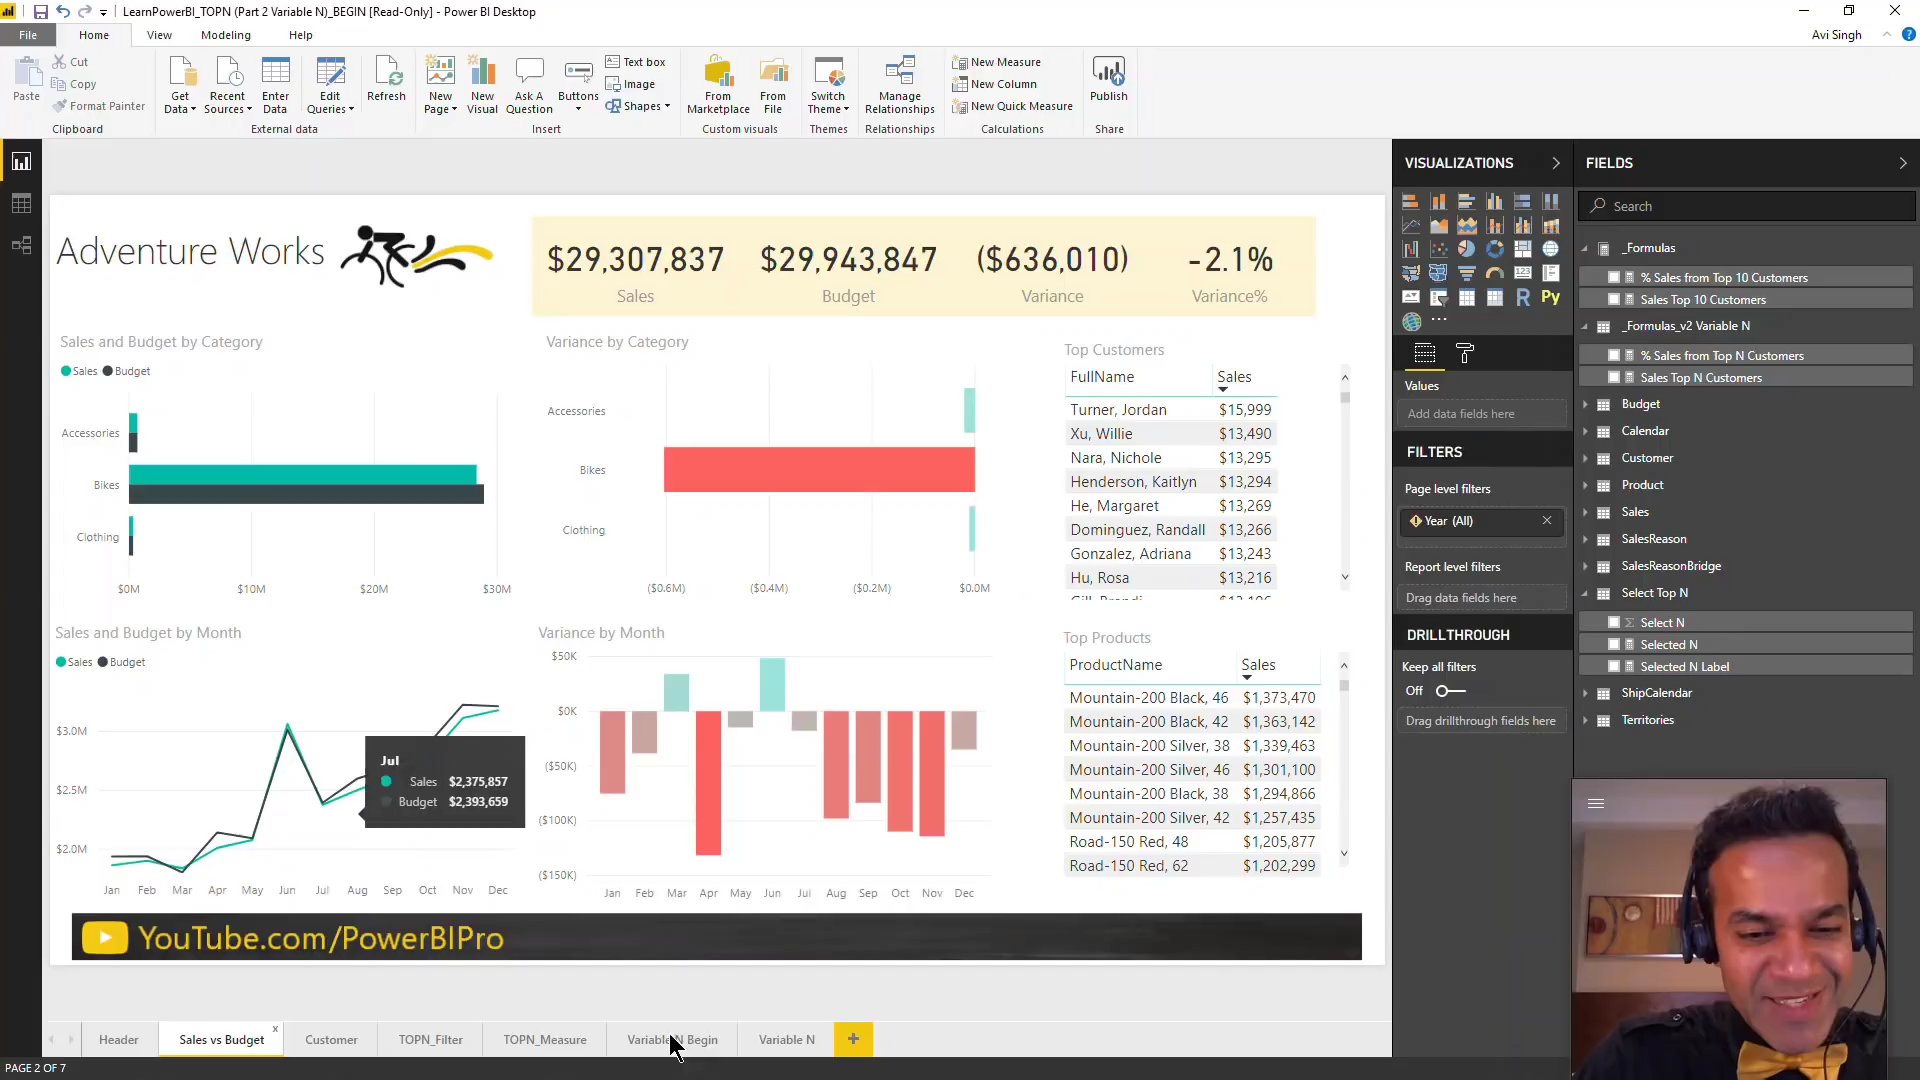 LearnPowerBI_TOPN (Part 2 Variable N)_BEGIN [Read-Only] - Power BI Desktop
File Home View Modeling Help
Avi Singh
Paste
Cut
Copy
Format Painter
Clipboard
Get Data
Recent Sources
Enter Data
Edit Queries
External data
Refresh
New Page
New Visual
Ask A Question
Buttons
Text box
Image
Shapes
Insert
From Marketplace
From File
Custom visuals
Switch Theme
Themes
Manage Relationships
Relationships
New Measure
New Column
New Quick Measure
Calculations
Publish
Share
Adventure Works
$29,307,837 $29,943,847 ($636,010) -2.1%
Sales Budget Variance Variance%
Sales and Budget by Category
Sales Budget
Accessories
Bikes
Clothing
$0M $10M $20M $30M
Variance by Category
Accessories
Bikes
Clothing
($0.6M) ($0.4M) ($0.2M) $0.0M
Top Customers
FullName Sales
Turner, Jordan $15,999
Xu, Willie $13,490
Nara, Nichole $13,295
Henderson, Kaitlyn $13,294
He, Margaret $13,269
Dominguez, Randall $13,266
Gonzalez, Adriana $13,243
Hu, Rosa $13,216
Sales and Budget by Month
Sales Budget
$3.0M
$2.5M
$2.0M
Jul
Sales $2,375,857
Budget $2,393,659
Jan Feb Mar Apr May Jun Jul Aug Sep Oct Nov Dec
Variance by Month
$50K
$0K
($50K)
($100K)
($150K)
Jan Feb Mar Apr May Jun Jul Aug Sep Oct Nov Dec
Top Products
ProductName Sales
Mountain-200 Black, 46 $1,373,470
Mountain-200 Black, 42 $1,363,142
Mountain-200 Silver, 38 $1,339,463
Mountain-200 Silver, 46 $1,301,100
Mountain-200 Black, 38 $1,294,866
Mountain-200 Silver, 42 $1,257,435
Road-150 Red, 48 $1,205,877
Road-150 Red, 62 $1,202,299
YouTube.com/PowerBIPro
VISUALIZATIONS
R Py
Values
Add data fields here
FILTERS
Page level filters
Year (All)
Report level filters
Drag data fields here
DRILLTHROUGH
Keep all filters
Off
Drag drillthrough fields here
FIELDS
Search
_Formulas
% Sales from Top 10 Customers
Sales Top 10 Customers
_Formulas_v2 Variable N
% Sales from Top N Customers
Sales Top N Customers
Budget
Calendar
Customer
Product
Sales
SalesReason
SalesReasonBridge
Select Top N
Select N
Selected N
Selected N Label
ShipCalendar
Territories
Header Sales vs Budget Customer TOPN_Filter TOPN_Measure Variable N Begin Variable N
PAGE 2 OF 7